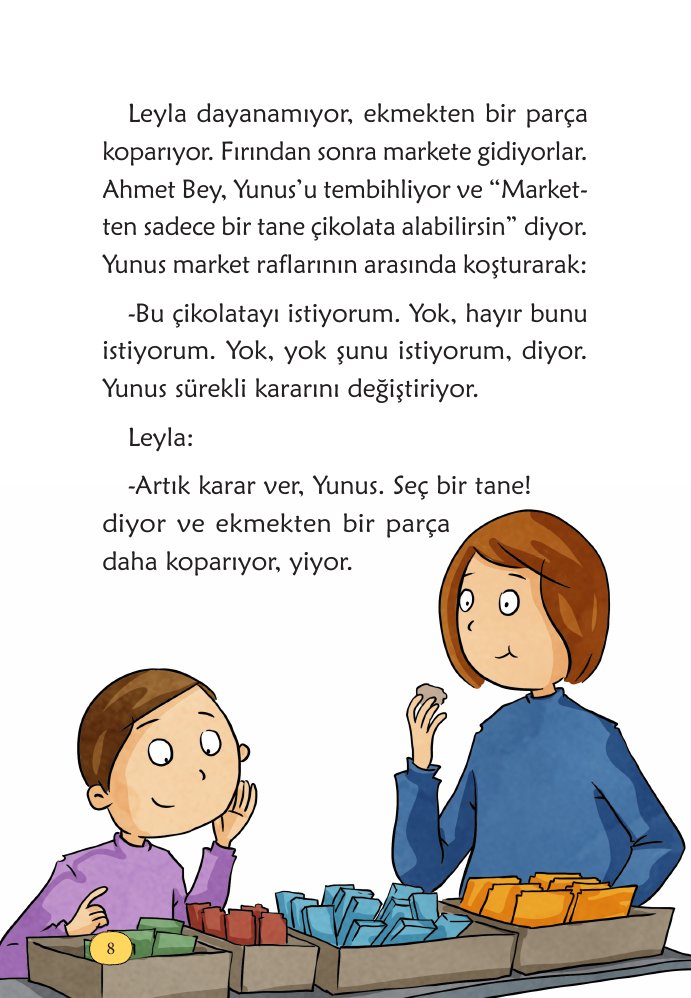 Leyla dayanamıyor, ekmekten bir parça
koparıyor. Fırından sonra markete gidiyorlar.
Ahmet Bey, Yunus’u tembihliyor ve “Market-
ten sadece bir tane çikolata alabilirsin” diyor.
Yunus market raflarının arasında koşturarak:
-Bu çikolatayı istiyorum. Yok, hayır bunu
istiyorum. Yok, yok şunu istiyorum, diyor.
Yunus sürekli kararını değiştiriyor.
Leyla:
-Artık karar ver, Yunus. Seç bir tane!
diyor ve ekmekten bir parça
daha koparıyor, yiyor.
8